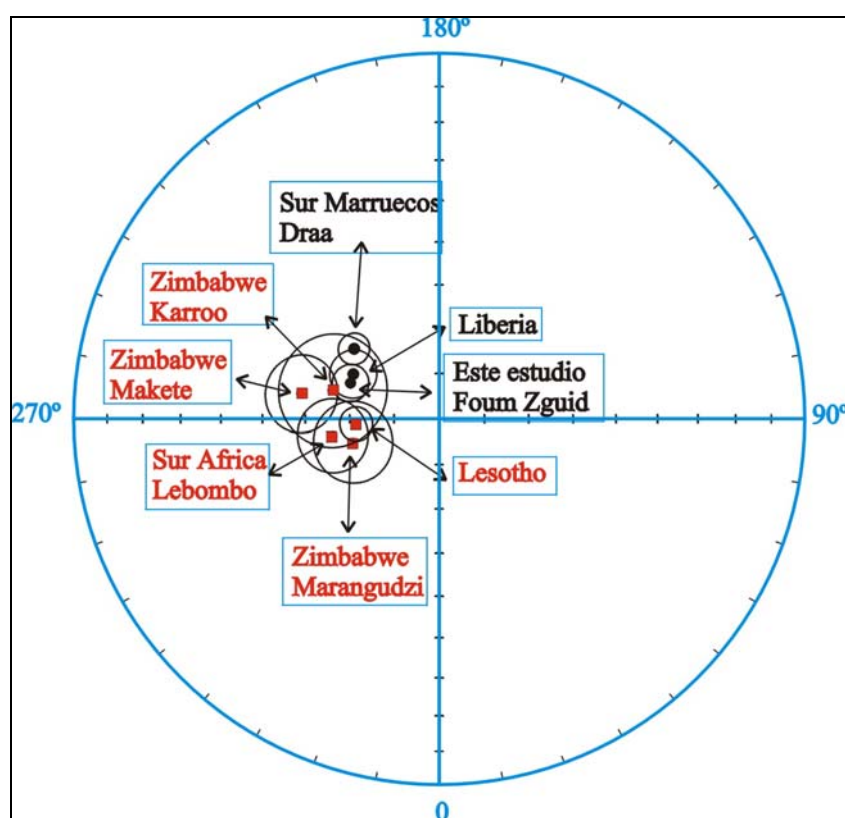 180º
Sur Marruecos
Draa
Zimbabwe
Karroo
Liberia
Zimbabwe
Makete
Este estudio
Foum Zguid
270º
90º
Sur Africa
Lebombo
Lesotho
Zimbabwe
Marangudzi
0